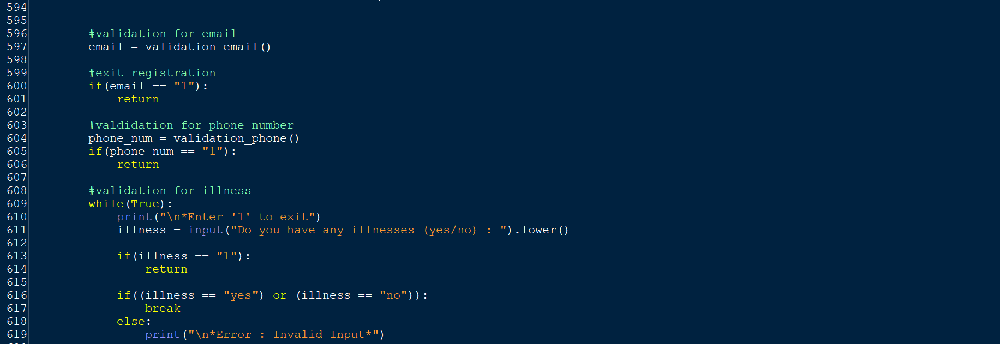 594
595
596 #validation for email
597 email = validation_email()
598
599 #exit registration
600 if(email == "1"):
601 return
602
603 #valdidation for phone number
604 phone_num = validation_phone()
605 if(phone_num == "1"):
606 return
607
608 #validation for illness
609 while(True):
610 print("\n*Enter '1' to exit")
611 illness = input("Do you have any illnesses (yes/no) : ").lower()
612
613 if(illness == "1"):
614 return
615
616 if((illness == "yes") or (illness == "no")):
617 break
618 else:
619 print("\n*Error : Invalid Input*")